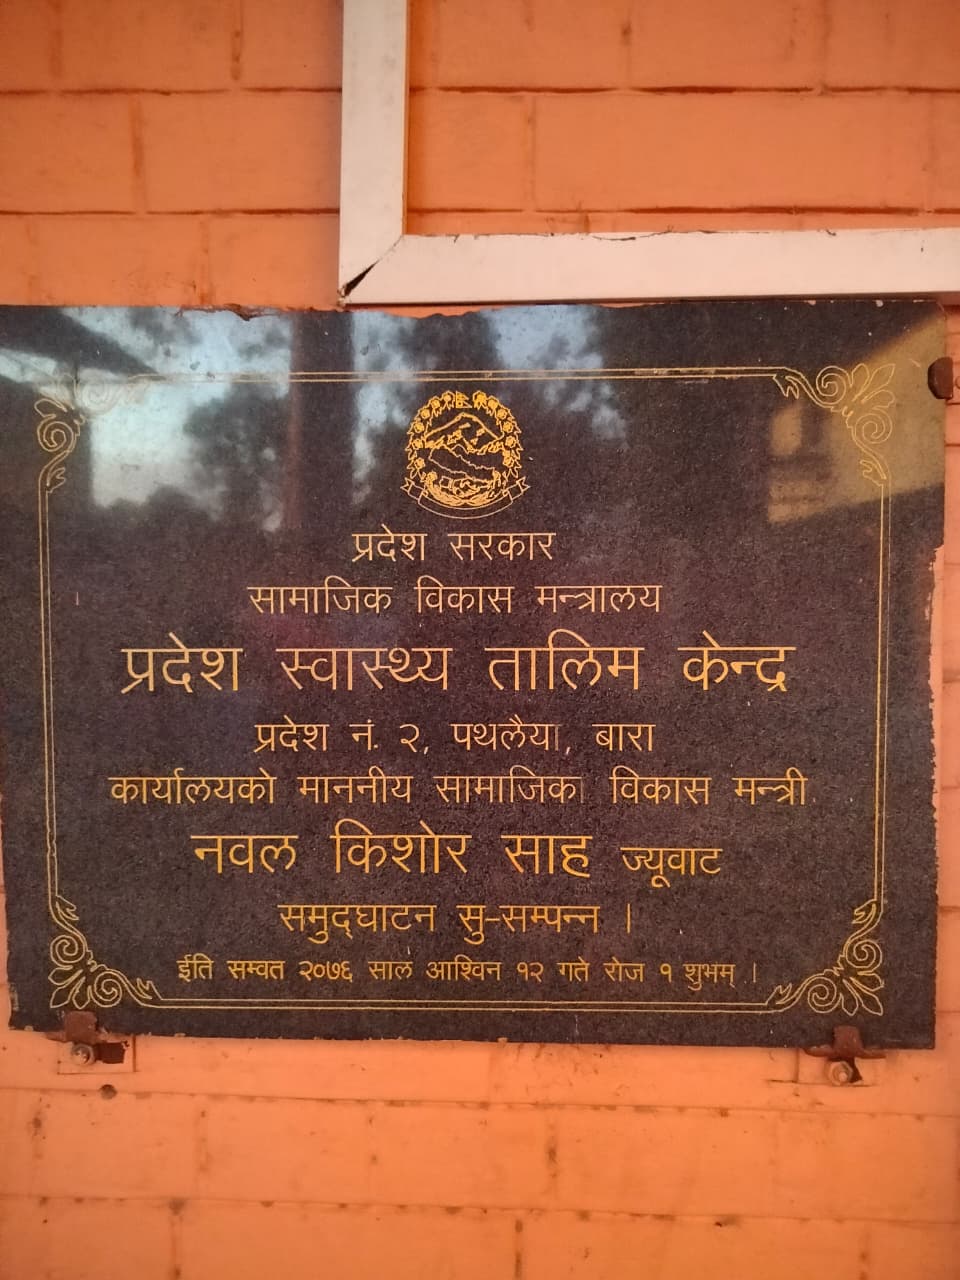 प्रदेश सरकार
सामाजिक विकास मन्त्रालय
प्रदेश स्वास्थ्य तालिम केन्द्र
प्रदेश नं. २, पथलैया, बारा
कार्यालयको माननीय सामाजिक विकास मन्त्री
नवल किशोर साह ज्यूवाट
समुद्घाटन सु-सम्पन्न ।
ईति सम्वत २०७६ साल आश्विन १२ गते रोज १ शुभम् ।